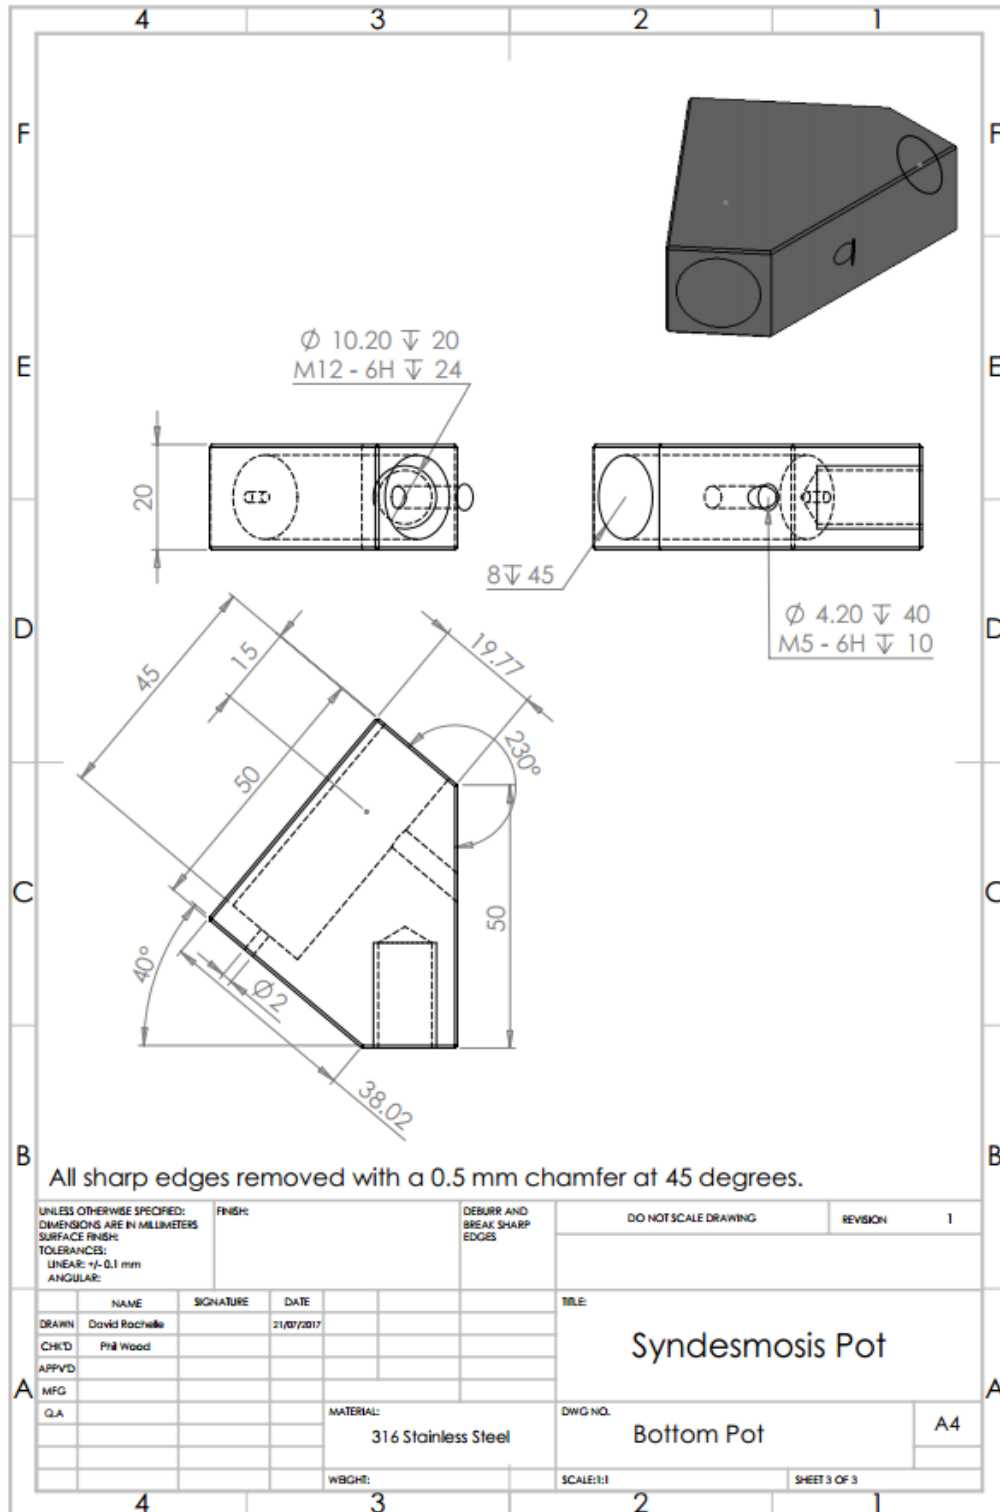 4 3 2 1
F F
E E
D D
C C
B B
A A
Ø 10.20 ↧ 20
M12 - 6H ↧ 24
20
8↧45
Ø 4.20 ↧ 40
M5 - 6H ↧ 10
45
15
19.77
50
230°
50
40°
Ø2
38.02
All sharp edges removed with a 0.5 mm chamfer at 45 degrees.
UNLESS OTHERWISE SPECIFIED:
DIMENSIONS ARE IN MILLIMETERS
SURFACE FINISH:
TOLERANCES:
LINEAR: +/- 0.1 mm
ANGULAR:
FINISH:
DEBURR AND
BREAK SHARP
EDGES
DO NOT SCALE DRAWING
REVISION 1
NAME SIGNATURE DATE
DRAWN David Rochelle 21/07/2017
CHK'D Phil Wood
APPV'D
MFG
Q.A
TITLE:
Syndesmosis Pot
MATERIAL:
316 Stainless Steel
DWG NO.
Bottom Pot
A4
WEIGHT:
SCALE:1:1
SHEET 3 OF 3
4 3 2 1